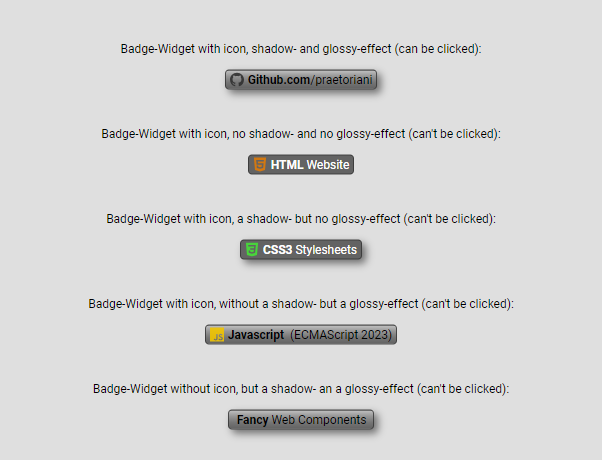 Badge-Widget with icon, shadow- and glossy-effect (can be clicked):
Github.com/praetoriani
Badge-Widget with icon, no shadow- and no glossy-effect (can't be clicked):
HTML Website
Badge-Widget with icon, a shadow- but no glossy-effect (can't be clicked):
CSS3 Stylesheets
Badge-Widget with icon, without a shadow- but a glossy-effect (can't be clicked):
JS Javascript (ECMAScript 2023)
Badge-Widget without icon, but a shadow- an a glossy-effect (can't be clicked):
Fancy Web Components